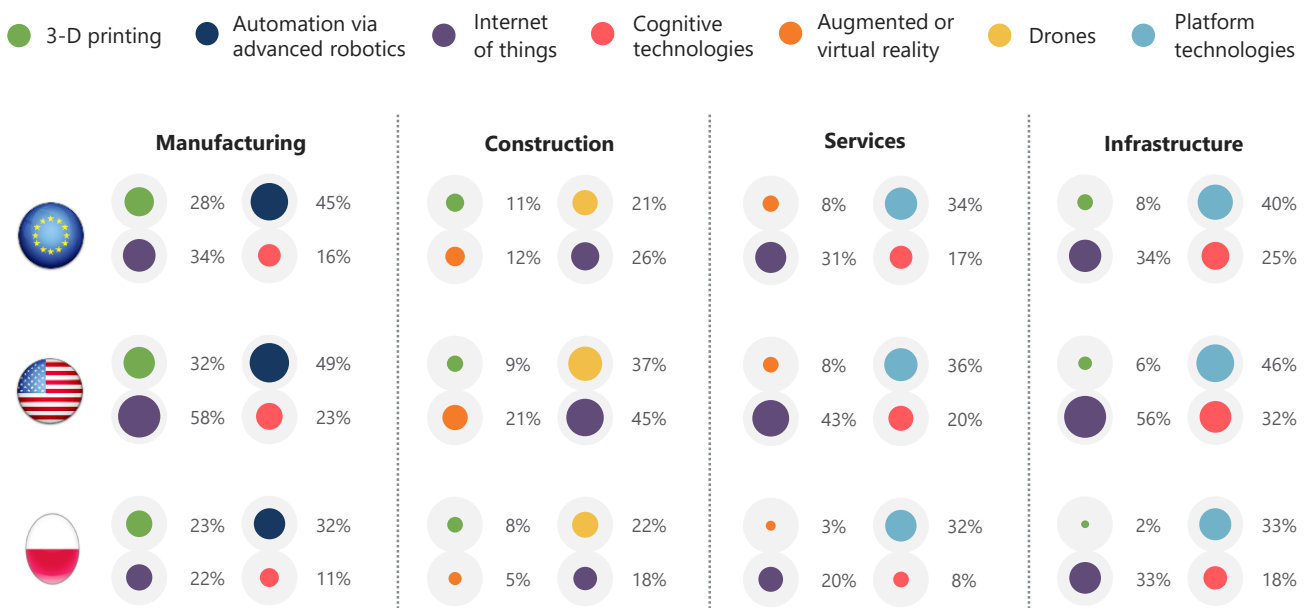 3-D printing
Automation via
advanced robotics
Internet
of things
Cognitive
technologies
Augmented or
virtual reality
Drones
Platform
technologies
Manufacturing
Construction
Services
Infrastructure
28% 45% 11% 21% 8% 34% 8% 40%
34% 16% 12% 26% 31% 17% 34% 25%
32% 49% 9% 37% 8% 36% 6% 46%
58% 23% 21% 45% 43% 20% 56% 32%
23% 32% 8% 22% 3% 32% 2% 33%
22% 11% 5% 18% 20% 8% 33% 18%